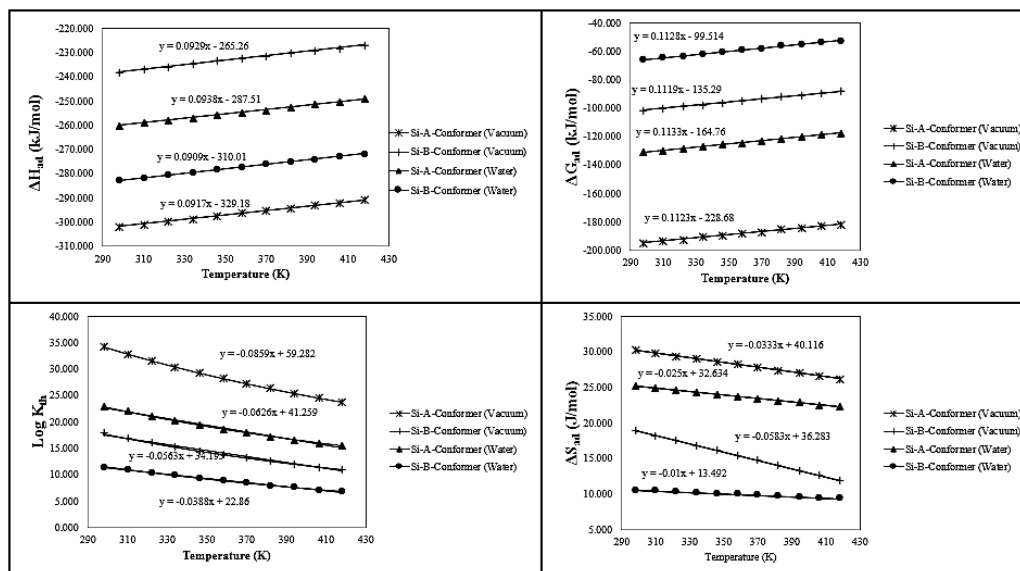 -220.000
-230.000
-240.000
-250.000
-260.000
-270.000
-280.000
-290.000
-300.000
-310.000
ΔHad (kJ/mol)
y = 0.0929x - 265.26
y = 0.0938x - 287.51
y = 0.0909x - 310.01
y = 0.0917x - 329.18
290 310 330 350 370 390 410 430
Temperature (K)
Si-A-Conformer (Vacuum)
Si-B-Conformer (Vacuum)
Si-A-Conformer (Water)
Si-B-Conformer (Water)
-40.000
-60.000
-80.000
-100.000
-120.000
-140.000
-160.000
-180.000
-200.000
ΔGad (kJ/mol)
y = 0.1128x - 99.514
y = 0.1119x - 135.29
y = 0.1133x - 164.76
y = 0.1123x - 228.68
290 310 330 350 370 390 410 430
Temperature (K)
Si-A-Conformer (Vacuum)
Si-B-Conformer (Vacuum)
Si-A-Conformer (Water)
Si-B-Conformer (Water)
40.000
35.000
30.000
25.000
20.000
15.000
10.000
5.000
0.000
Log Kth
y = -0.0859x + 59.282
y = -0.0626x + 41.259
y = -0.0563x + 34.193
y = -0.0388x + 22.86
290 310 330 350 370 390 410 430
Temperature (K)
Si-A-Conformer (Vacuum)
Si-B-Conformer (Vacuum)
Si-A-Conformer (Water)
Si-B-Conformer (Water)
35.000
30.000
25.000
20.000
15.000
10.000
5.000
ΔSad (J/mol)
y = -0.0333x + 40.116
y = -0.025x + 32.634
y = -0.0583x + 36.283
y = -0.01x + 13.492
290 310 330 350 370 390 410 430
Temperature (K)
Si-A-Conformer (Vacuum)
Si-B-Conformer (Vacuum)
Si-A-Conformer (Water)
Si-B-Conformer (Water)